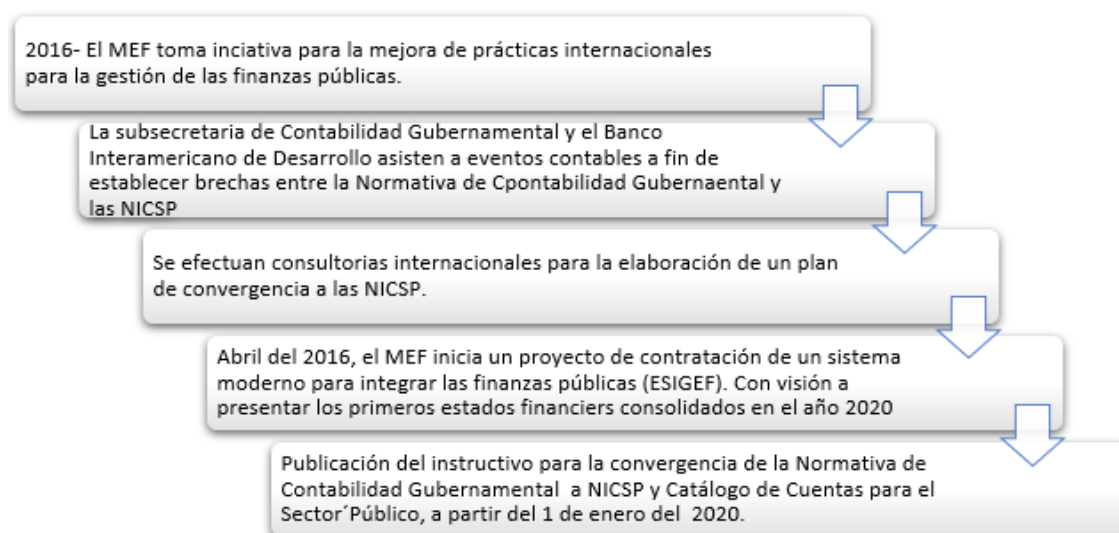 2016- El MEF toma inciativa para la mejora de prácticas internacionales
para la gestión de las finanzas públicas.
La subsecretaria de Contabilidad Gubernamental y el Banco
Interamericano de Desarrollo asisten a eventos contables a fin de
establecer brechas entre la Normativa de Cpontabilidad Gubernaental y
las NICSP
Se efectuan consultorias internacionales para la elaboración de un plan
de convergencia a las NICSP.
Abril del 2016, el MEF inicia un proyecto de contratación de un sistema
moderno para integrar las finanzas públicas (ESIGEF). Con visión a
presentar los primeros estados financiers consolidados en el año 2020
Publicación del instructivo para la convergencia de la Normativa de
Contabilidad Gubernamental  a NICSP y Catálogo de Cuentas para el
Sector´Público, a partir del 1 de enero del  2020.